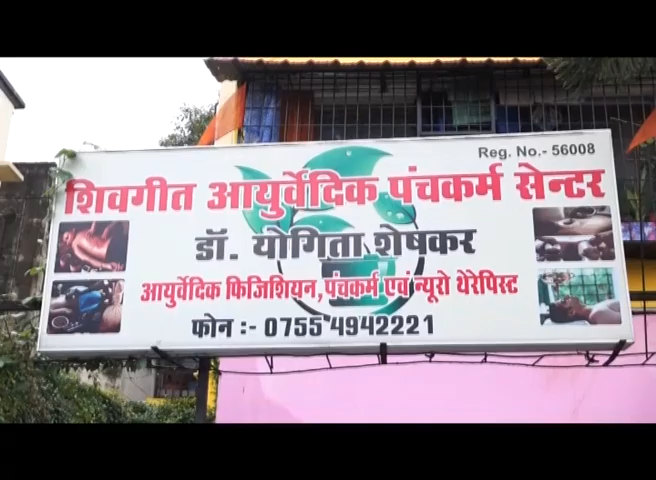 Reg. No.- 56008
शिवगीत आयुर्वेदिक पंचकर्म सेन्टर
डॉ. योगिता शेषकर
आयुर्वेदिक फिजिशियन, पंचकर्म एवं न्यूरो थेरेपिस्ट
फोन :- 0755 4942221